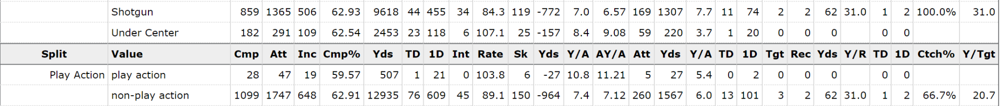 Shotgun 859 1365 506 62.93 9618 44 455 34 84.3 119 -772 7.0 6.57 169 1307 7.7 11 74 2 2 62 31.0 1 2 100.0% 31.0
Under Center 182 291 109 62.54 2453 23 118 6 107.1 25 -157 8.4 9.08 59 220 3.7 1 20 0 0 0 0 0
Split Value Cmp Att Inc Cmp% Yds TD 1D Int Rate Sk Yds Y/A AY/A Att Yds Y/A TD 1D Tgt Rec Yds Y/R TD 1D Ctch% Y/Tgt
Play Action play action 28 47 19 59.57 507 1 21 0 103.8 6 -27 10.8 11.21 5 27 5.4 0 2 0 0 0 0 0
non-play action 1099 1747 648 62.91 12935 76 609 45 89.1 150 -964 7.4 7.12 260 1567 6.0 13 101 3 2 62 31.0 1 2 66.7% 20.7